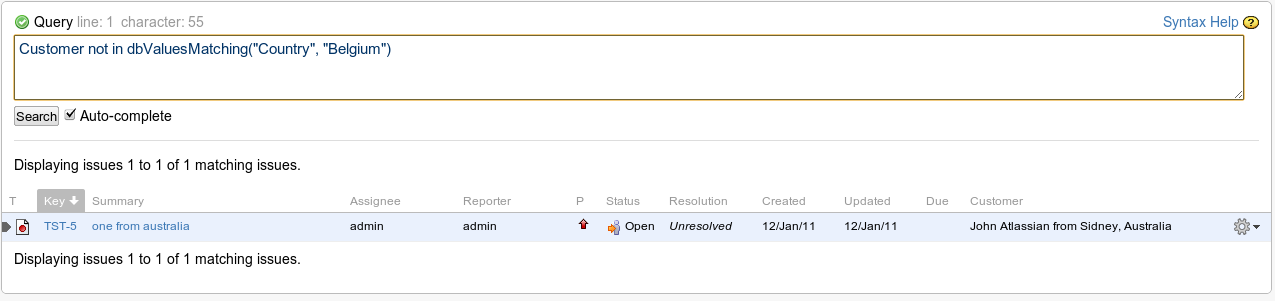 Query line: 1 character: 55 Syntax Help ?
Customer not in dbValuesMatching("Country", "Belgium")
Search Auto-complete
Displaying issues 1 to 1 of 1 matching issues.
T Key Summary Assignee Reporter P Status Resolution Created Updated Due Customer
TST-5 one from australia admin admin Open Unresolved 12/Jan/11 12/Jan/11 John Atlassian from Sidney, Australia
Displaying issues 1 to 1 of 1 matching issues.